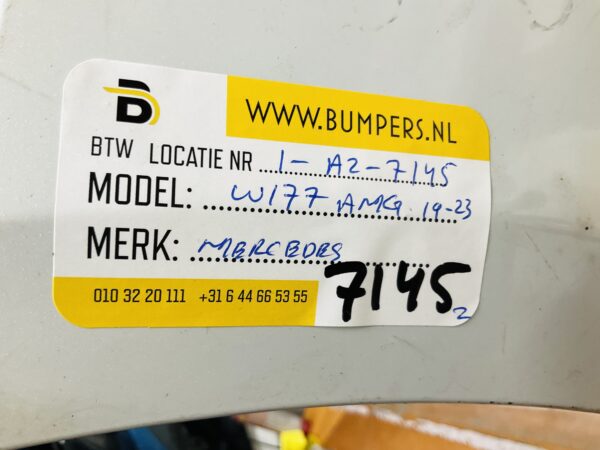 B
WWW.BUMPERS.NL
BTW LOCATIE NR 1-A2-7145
MODEL: W177 AMG 19-23
MERK: MERCEDES
010 32 20 111 +31 6 44 66 53 55
7145
2